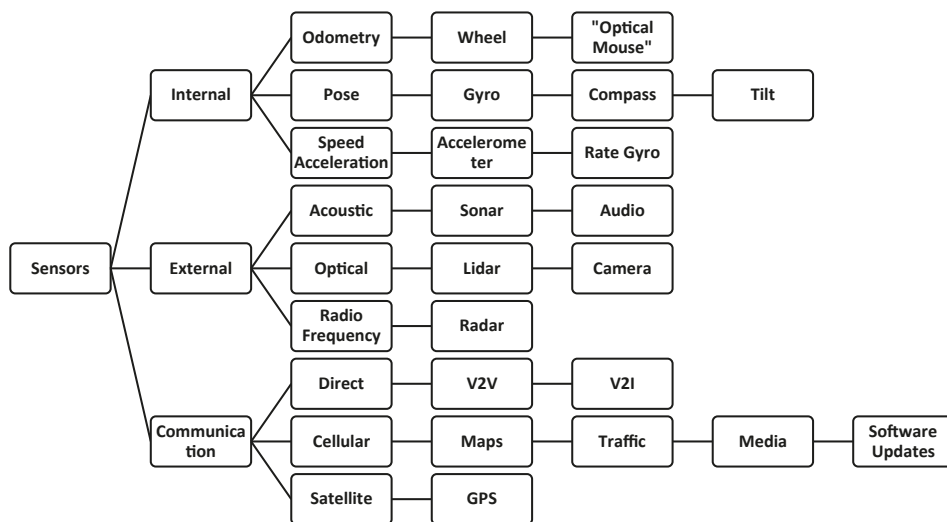 Odometry
Wheel
"Optical
Mouse"
Internal
Pose
Gyro
Compass
Tilt
Speed
Acceleration
Accelerome
ter
Rate Gyro
Acoustic
Sonar
Audio
Sensors
External
Optical
Lidar
Camera
Radio
Frequency
Radar
Direct
V2V
V2I
Communica
tion
Cellular
Maps
Traffic
Media
Software
Updates
Satellite
GPS